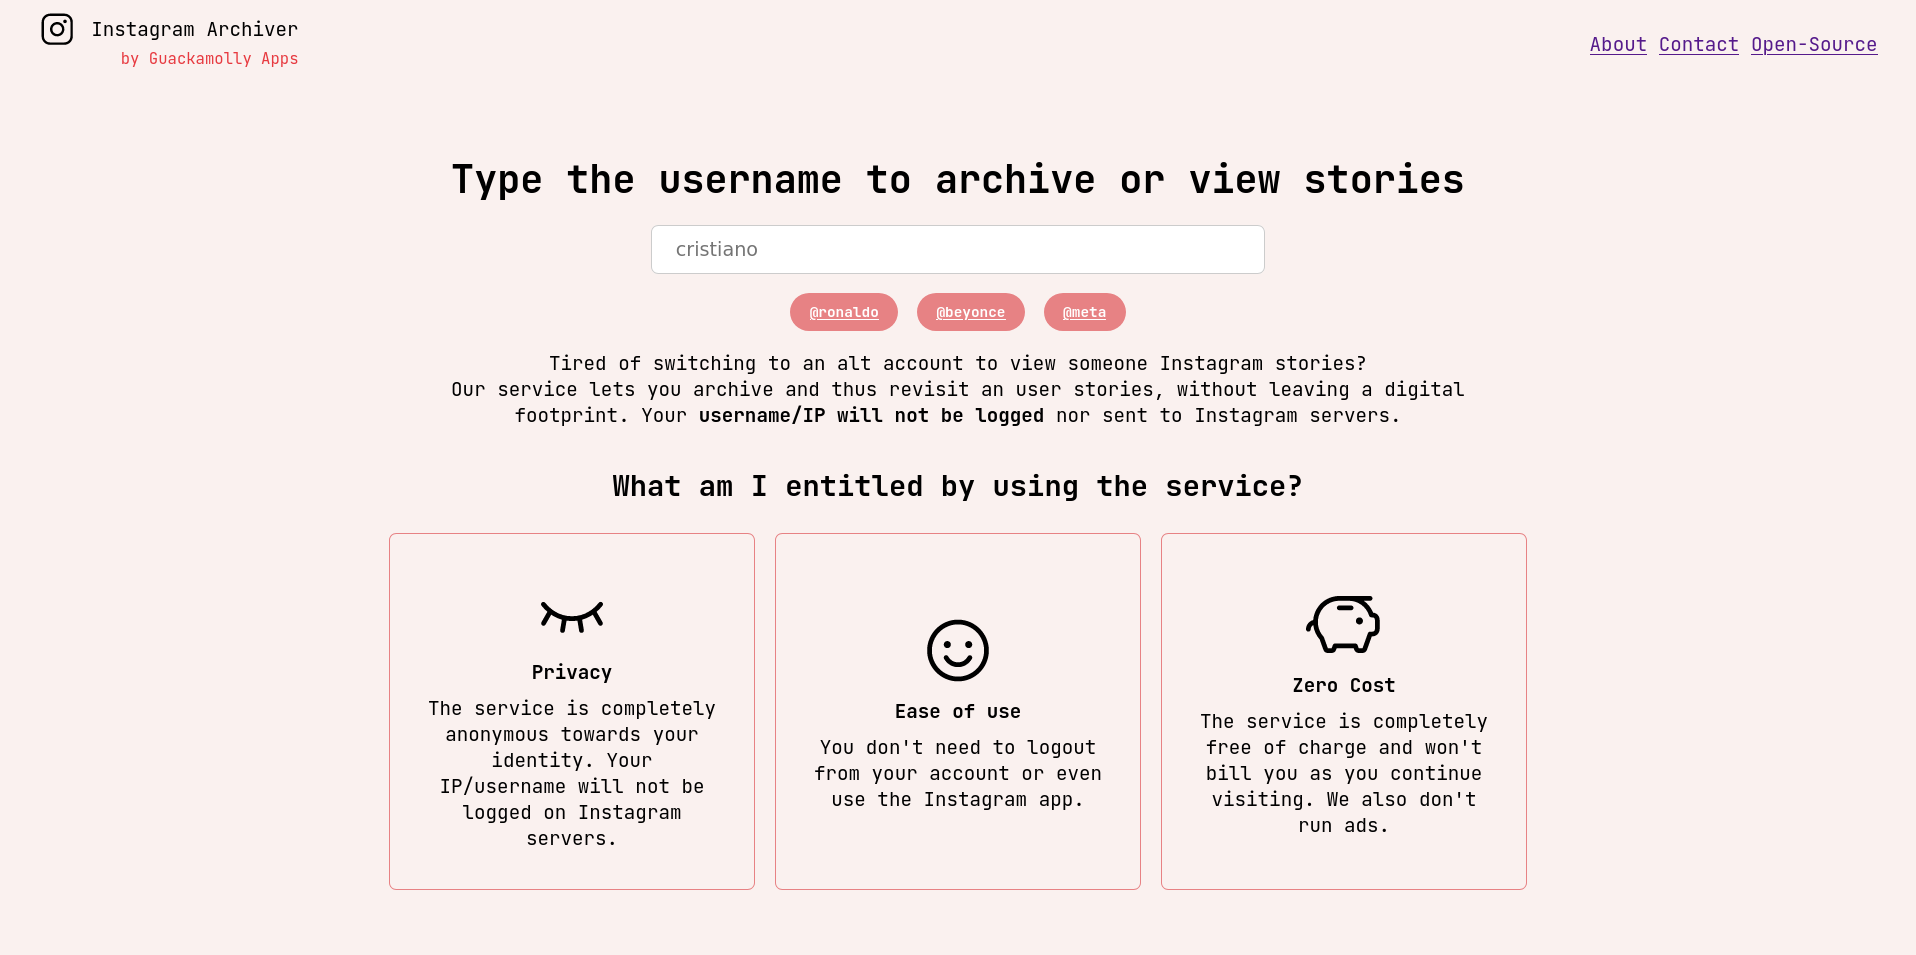 Instagram Archiver
by Guackamolly Apps
About Contact Open-Source
Type the username to archive or view stories
cristiano
@ronaldo @beyonce @meta
Tired of switching to an alt account to view someone Instagram stories?
Our service lets you archive and thus revisit an user stories, without leaving a digital
footprint. Your username/IP will not be logged nor sent to Instagram servers.
What am I entitled by using the service?
Privacy
The service is completely
anonymous towards your
identity. Your
IP/username will not be
logged on Instagram
servers.
Ease of use
You don't need to logout
from your account or even
use the Instagram app.
Zero Cost
The service is completely
free of charge and won't
bill you as you continue
visiting. We also don't
run ads.